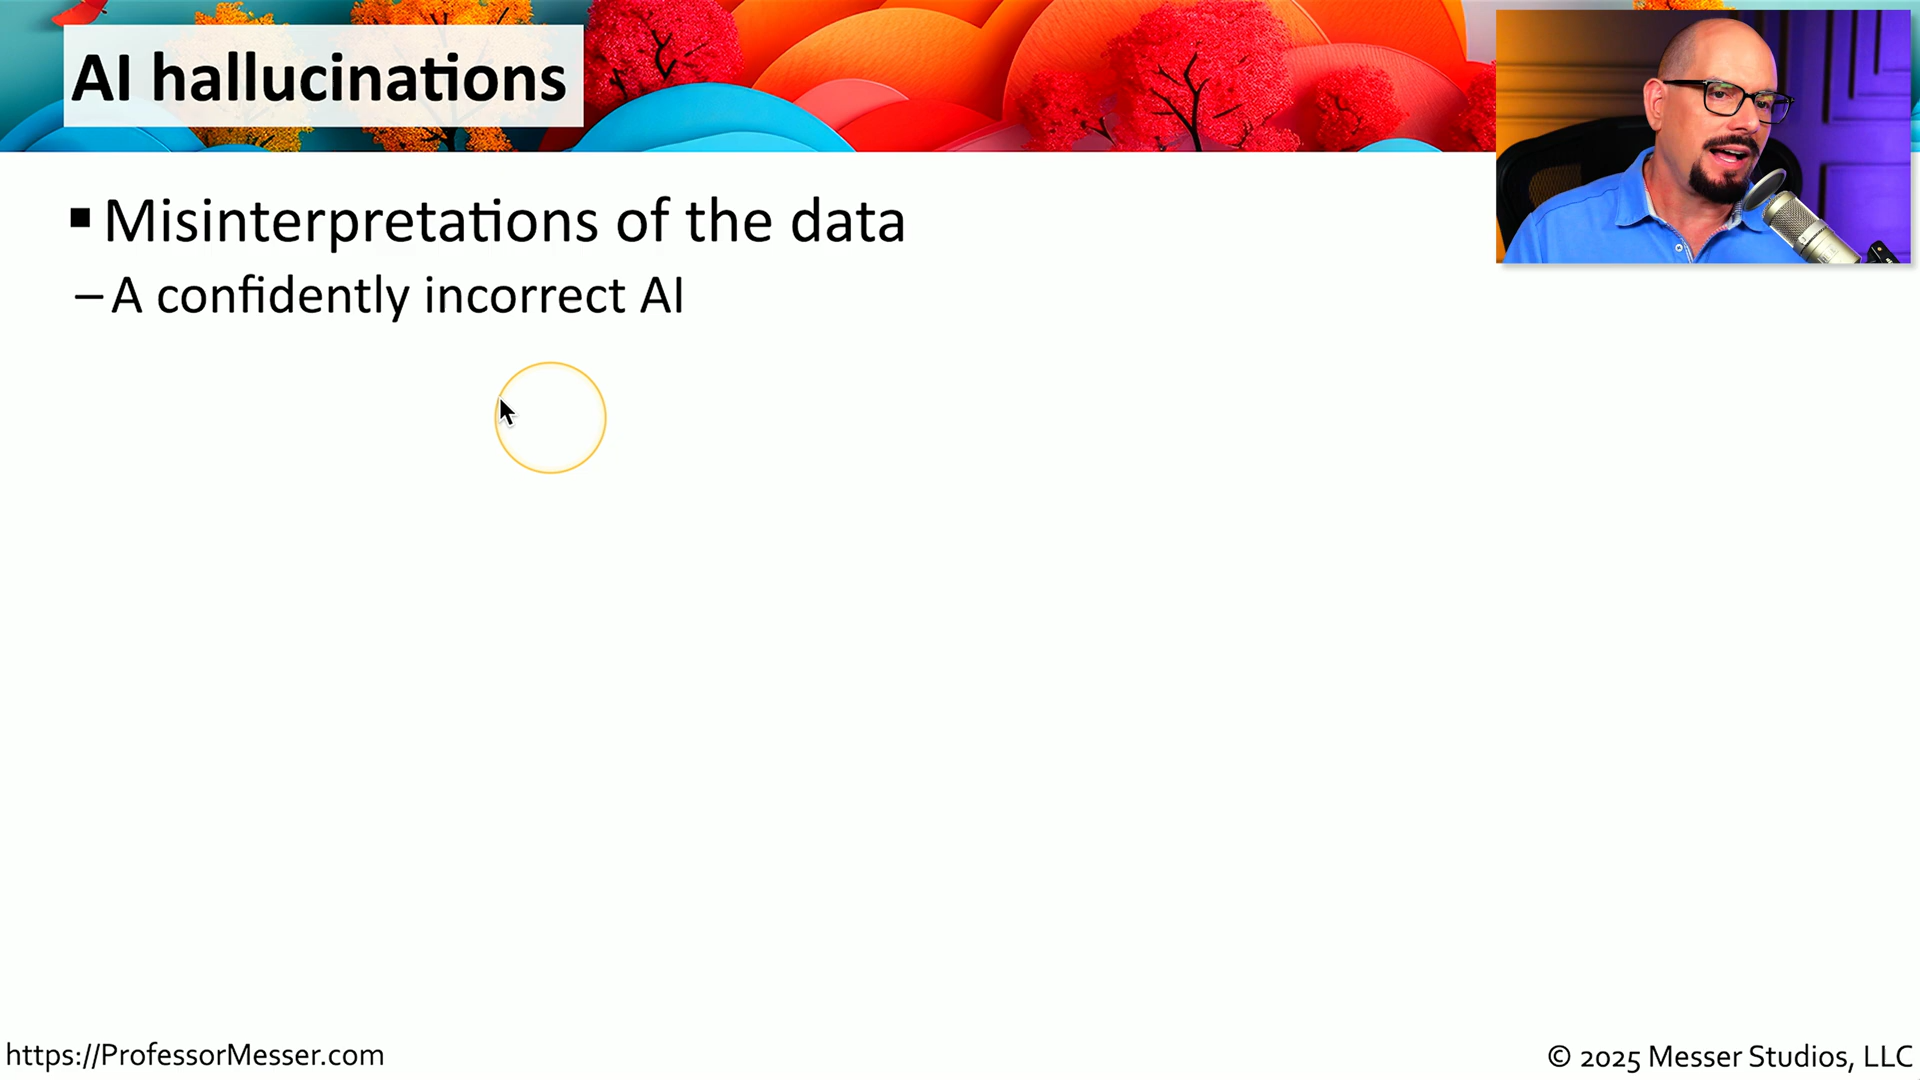 AI hallucinations
▪ Misinterpretations of the data
– A confidently incorrect AI
https://ProfessorMesser.com
© 2025 Messer Studios, LLC